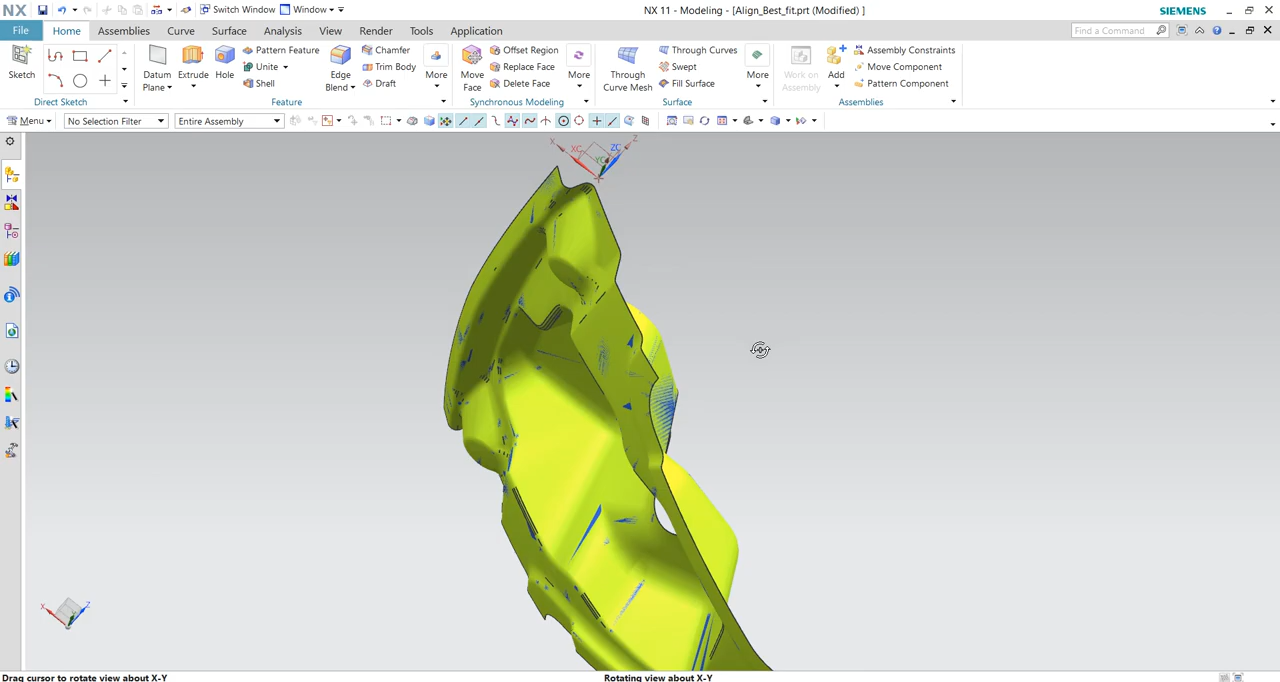 NX Switch Window Window NX 11 - Modeling - [Align_Best_fit.prt (Modified) ] SIEMENS
File Home Assemblies Curve Surface Analysis View Render Tools Application Find a Command
Sketch Datum Plane Extrude Hole Pattern Feature Unite Shell Edge Blend Chamfer Trim Body Draft More Move Face Offset Region Replace Face Delete Face More Through Curve Mesh Through Curves Swept Fill Surface More Work on Assembly Add Assembly Constraints Move Component Pattern Component
Direct Sketch Feature Synchronous Modeling Surface Assemblies
Menu No Selection Filter Entire Assembly
X XC YC ZC Z
X Z
Drag cursor to rotate view about X-Y Rotating view about X-Y